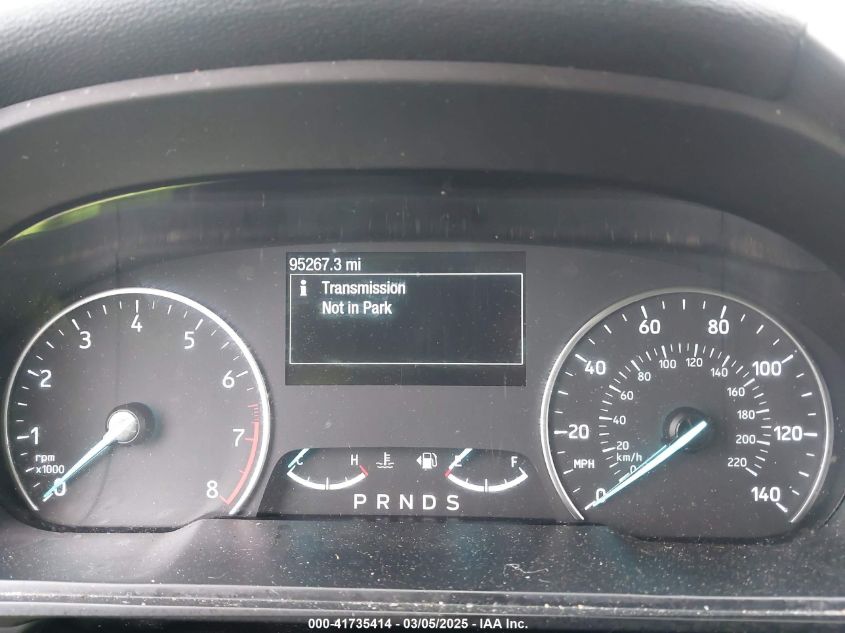 95267.3 mi
i Transmission
Not in Park
0 1 2 3 4 5 6 7 8
rpm
x1000
C H
E F
P R N D S
0 20 40 60 80 100 120 140
MPH
0 20 40 60 80 100 120 140 160 180 200 220
km/h
000-41735414 - 03/05/2025 - IAA Inc.